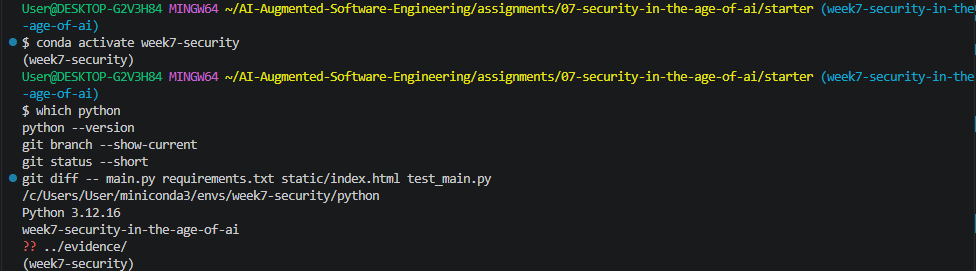 User@DESKTOP-G2V3H84 MINGW64 ~/AI-Augmented-Software-Engineering/assignments/07-security-in-the-age-of-ai/starter (week7-security-in-the
-age-of-ai)
$ conda activate week7-security
(week7-security)
User@DESKTOP-G2V3H84 MINGW64 ~/AI-Augmented-Software-Engineering/assignments/07-security-in-the-age-of-ai/starter (week7-security-in-the
-age-of-ai)
$ which python
python --version
git branch --show-current
git status --short
git diff -- main.py requirements.txt static/index.html test_main.py
/c/Users/User/miniconda3/envs/week7-security/python
Python 3.12.16
week7-security-in-the-age-of-ai
?? ../evidence/
(week7-security)